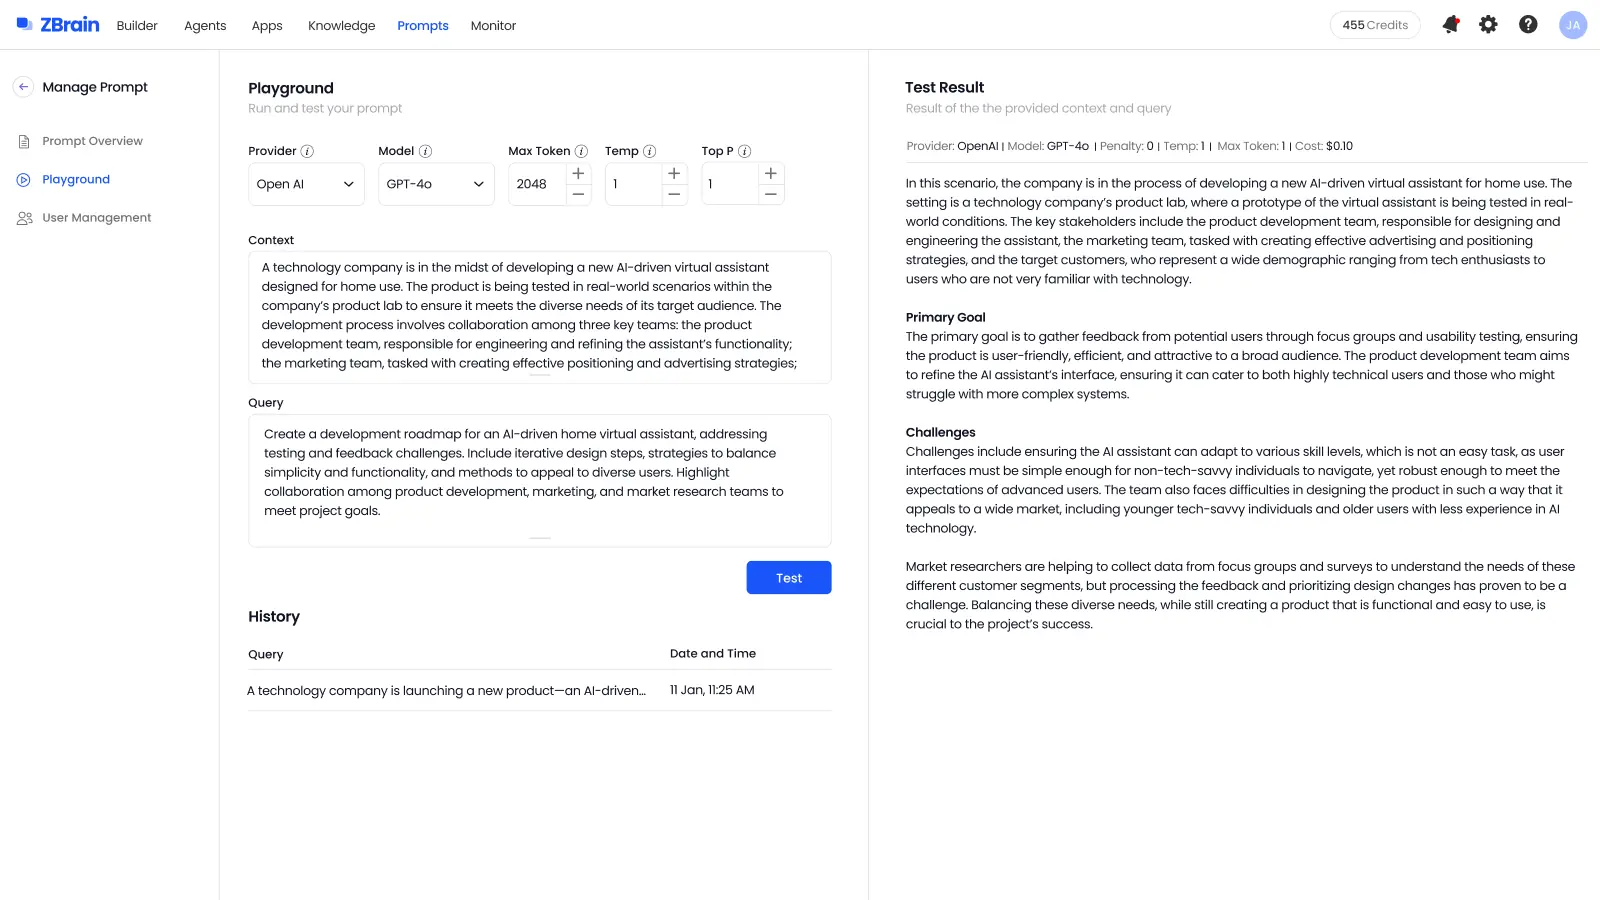 ZBrain Builder Agents Apps Knowledge Prompts Monitor 455 Credits JA
Manage Prompt
Prompt Overview
Playground
User Management
Playground
Run and test your prompt
Provider Model Max Token Temp Top P
Open AI GPT-4o 2048 1 1
Context
A technology company is in the midst of developing a new AI-driven virtual assistant
designed for home use. The product is being tested in real-world scenarios within the
company's product lab to ensure it meets the diverse needs of its target audience. The
development process involves collaboration among three key teams: the product
development team, responsible for engineering and refining the assistant's functionality;
the marketing team, tasked with creating effective positioning and advertising strategies;
Query
Create a development roadmap for an AI-driven home virtual assistant, addressing
testing and feedback challenges. Include iterative design steps, strategies to balance
simplicity and functionality, and methods to appeal to diverse users. Highlight
collaboration among product development, marketing, and market research teams to
meet project goals.
Test
History
Query Date and Time
A technology company is launching a new product—an AI-driven... 11 Jan, 11:25 AM
Test Result
Result of the the provided context and query
Provider: OpenAI | Model: GPT-4o | Penalty: 0 | Temp: 1 | Max Token: 1 | Cost: $0.10
In this scenario, the company is in the process of developing a new AI-driven virtual assistant for home use. The
setting is a technology company's product lab, where a prototype of the virtual assistant is being tested in real-
world conditions. The key stakeholders include the product development team, responsible for designing and
engineering the assistant, the marketing team, tasked with creating effective advertising and positioning
strategies, and the target customers, who represent a wide demographic ranging from tech enthusiasts to
users who are not very familiar with technology.
Primary Goal
The primary goal is to gather feedback from potential users through focus groups and usability testing, ensuring
the product is user-friendly, efficient, and attractive to a broad audience. The product development team aims
to refine the AI assistant's interface, ensuring it can cater to both highly technical users and those who might
struggle with more complex systems.
Challenges
Challenges include ensuring the AI assistant can adapt to various skill levels, which is not an easy task, as user
interfaces must be simple enough for non-tech-savvy individuals to navigate, yet robust enough to meet the
expectations of advanced users. The team also faces difficulties in designing the product in such a way that it
appeals to a wide market, including younger tech-savvy individuals and older users with less experience in AI
technology.
Market researchers are helping to collect data from focus groups and surveys to understand the needs of these
different customer segments, but processing the feedback and prioritizing design changes has proven to be a
challenge. Balancing these diverse needs, while still creating a product that is functional and easy to use, is
crucial to the project's success.